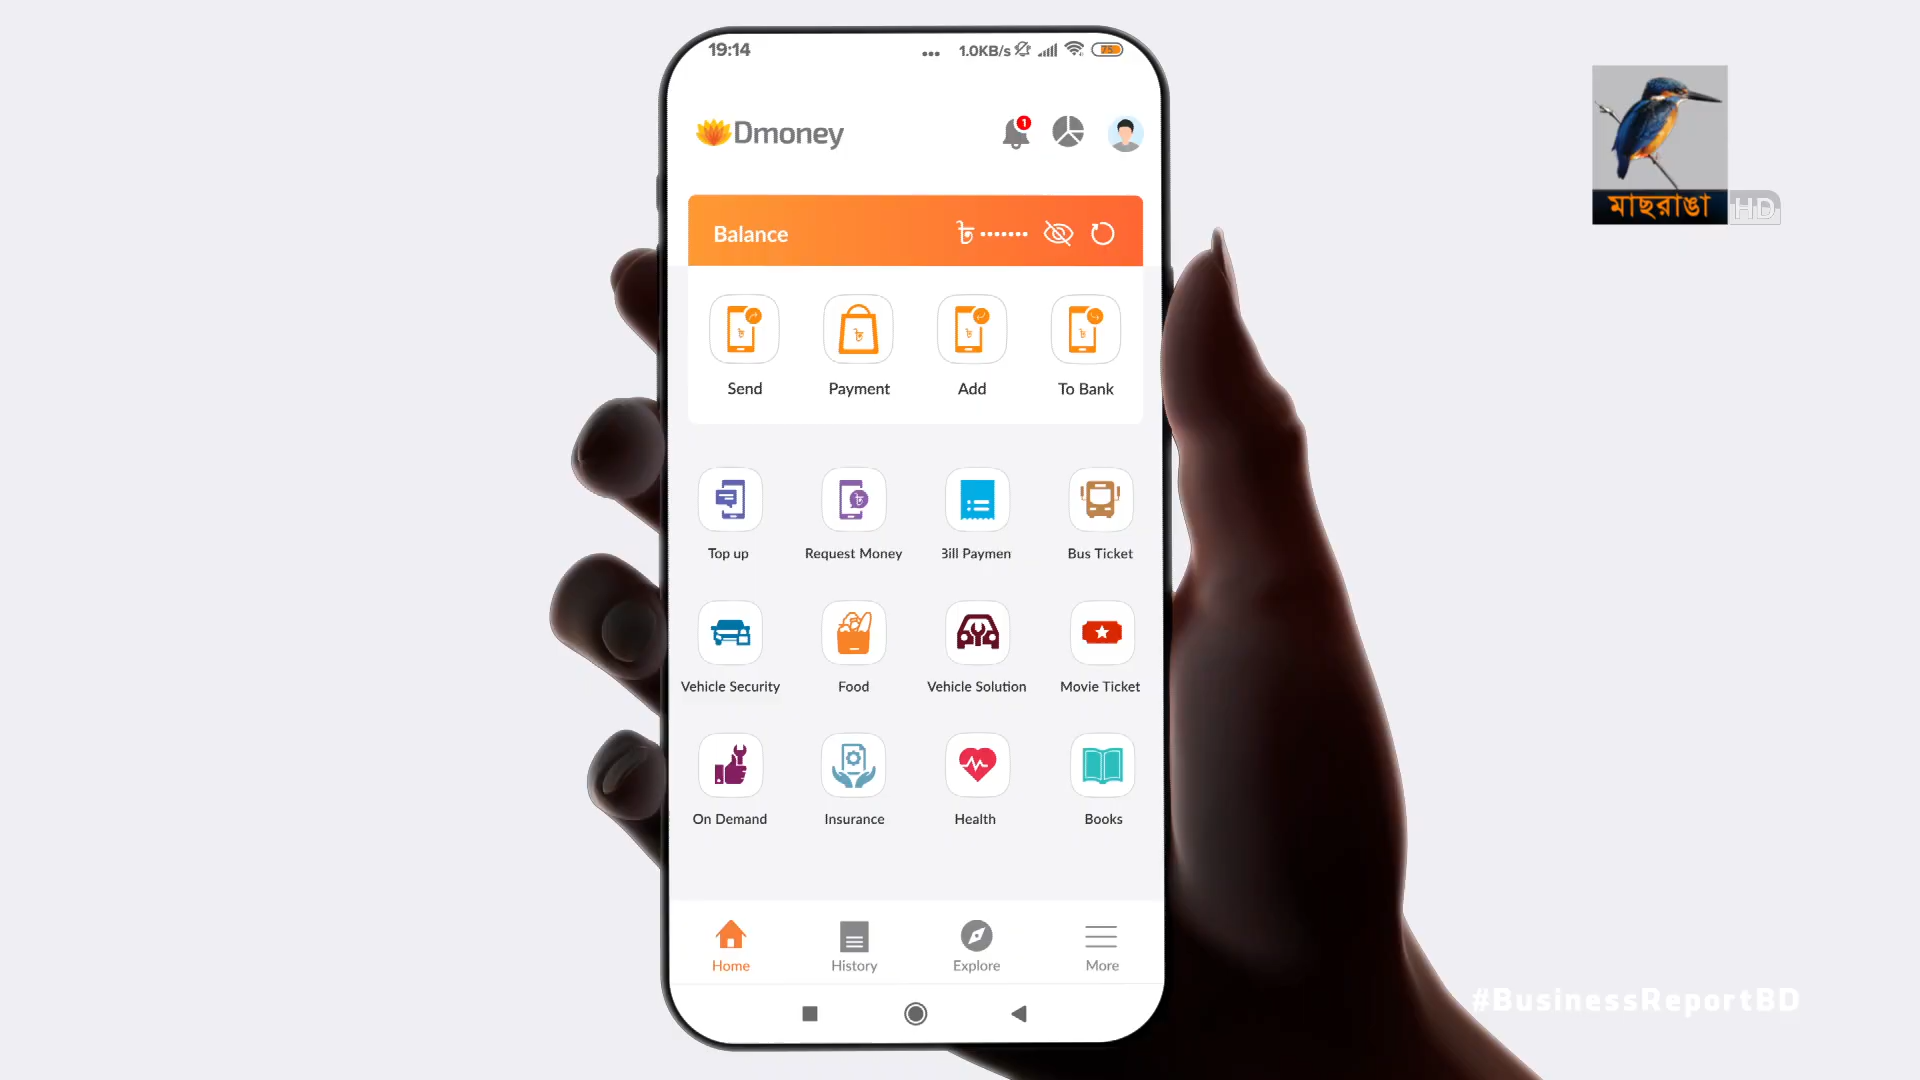 19:14
... 1.0KB/s 75
Dmoney
1
মাছরাঙা HD
Balance ৳ •••••••
Send Payment Add To Bank
Top up Request Money Bill Paymen Bus Ticket
Vehicle Security Food Vehicle Solution Movie Ticket
On Demand Insurance Health Books
Home History Explore More
#BusinessReportBD